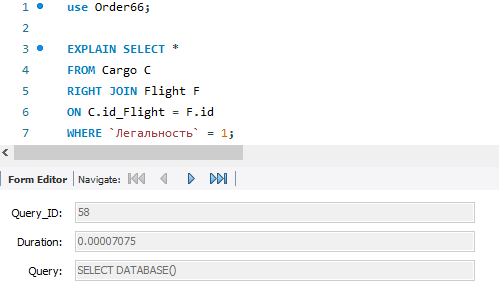 1 use Order66;
2
3 EXPLAIN SELECT *
4 FROM Cargo C
5 RIGHT JOIN Flight F
6 ON C.id_Flight = F.id
7 WHERE `Легальность` = 1;
Form Editor Navigate:
Query_ID: 58
Duration: 0.00007075
Query: SELECT DATABASE()